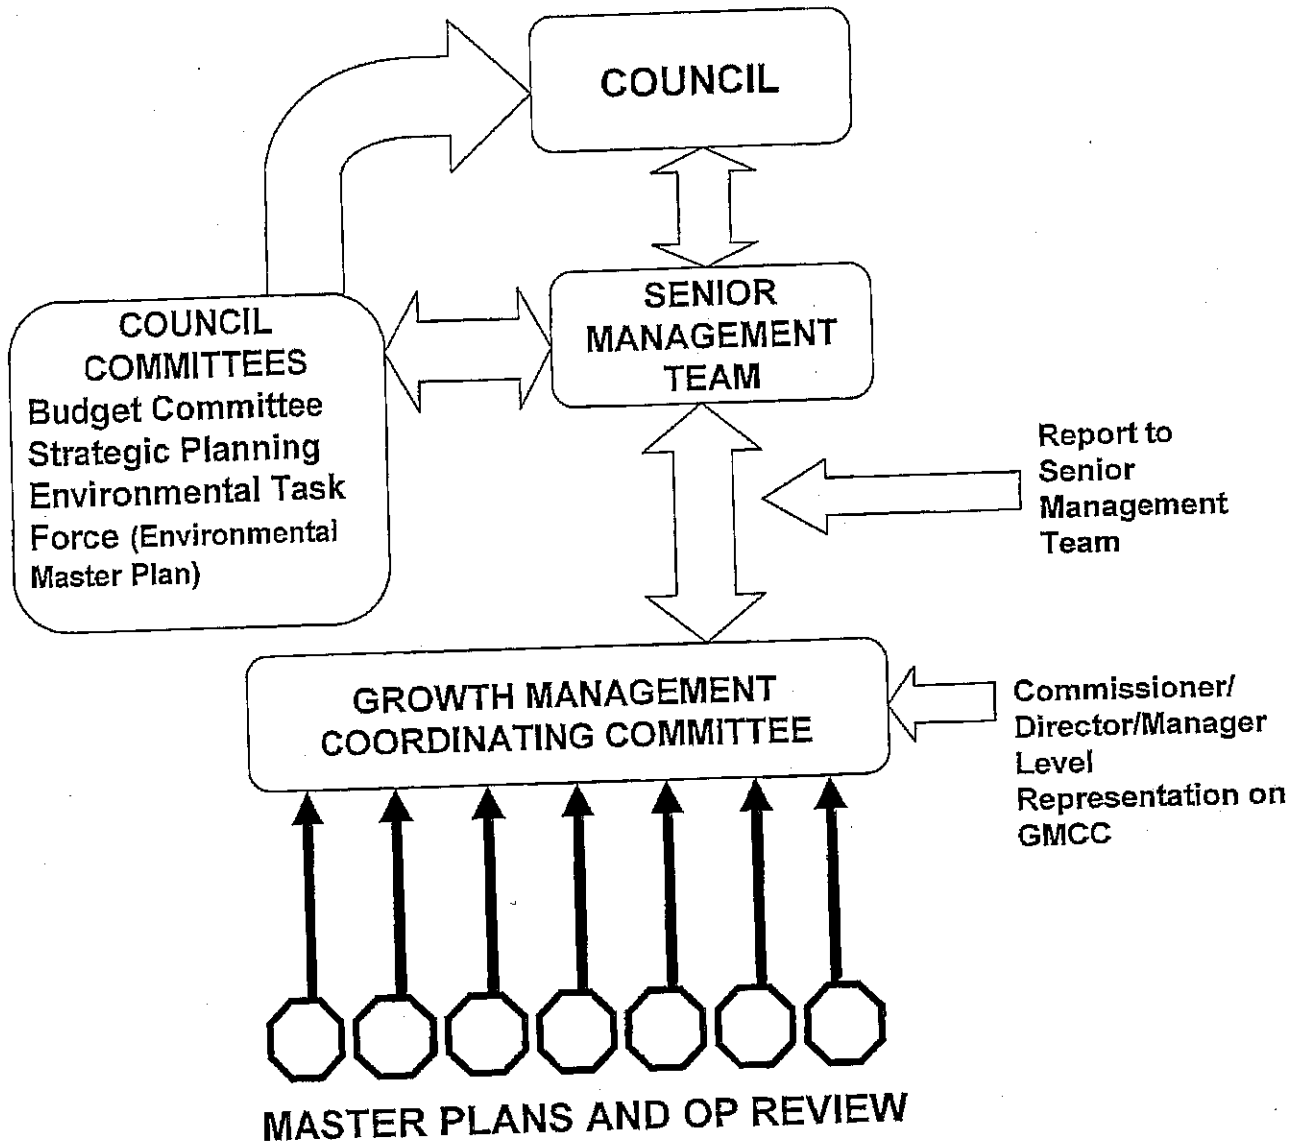 COUNCIL
SENIOR
MANAGEMENT
TEAM
COUNCIL
COMMITTEES
Budget Committee
Strategic Planning
Environmental Task
Force (Environmental
Master Plan)
Report to
Senior
Management
Team
GROWTH MANAGEMENT
COORDINATING COMMITTEE
Commissioner/
Director/Manager
Level
Representation on
GMCC
MASTER PLANS AND OP REVIEW